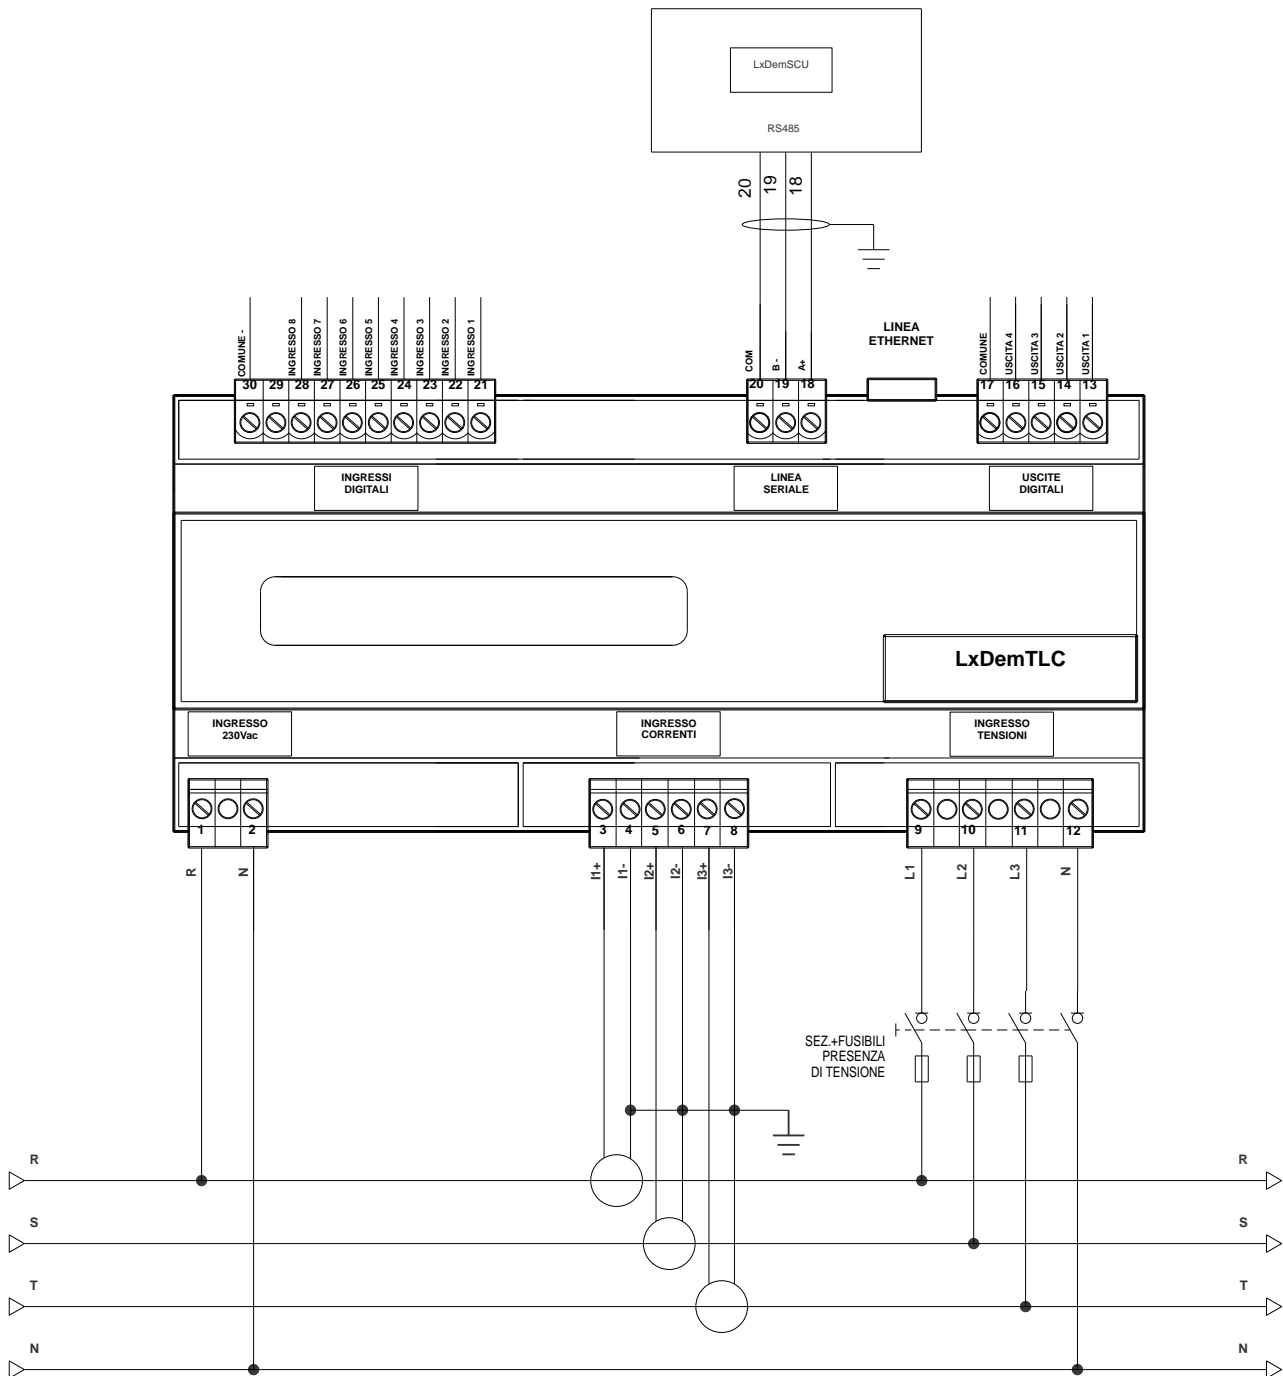 LxDemSCU
RS485
20
19
18
COMUNE -
INGRESSO 8
INGRESSO 7
INGRESSO 6
INGRESSO 5
INGRESSO 4
INGRESSO 3
INGRESSO 2
INGRESSO 1
COM
B -
A+
LINEA
ETHERNET
COMUNE
USCITA 4
USCITA 3
USCITA 2
USCITA 1
30 29 28 27 26 25 24 23 22 21
20 19 18
17 16 15 14 13
INGRESSI
DIGITALI
LINEA
SERIALE
USCITE
DIGITALI
LxDemTLC
INGRESSO
230Vac
INGRESSO
CORRENTI
INGRESSO
TENSIONI
1 2
3 4 5 6 7 8
9 10 11 12
R
N
I1+
I1-
I2+
I2-
I3+
I3-
L1
L2
L3
N
SEZ.+FUSIBILI
PRESENZA
DI TENSIONE
R
R
S
S
T
T
N
N